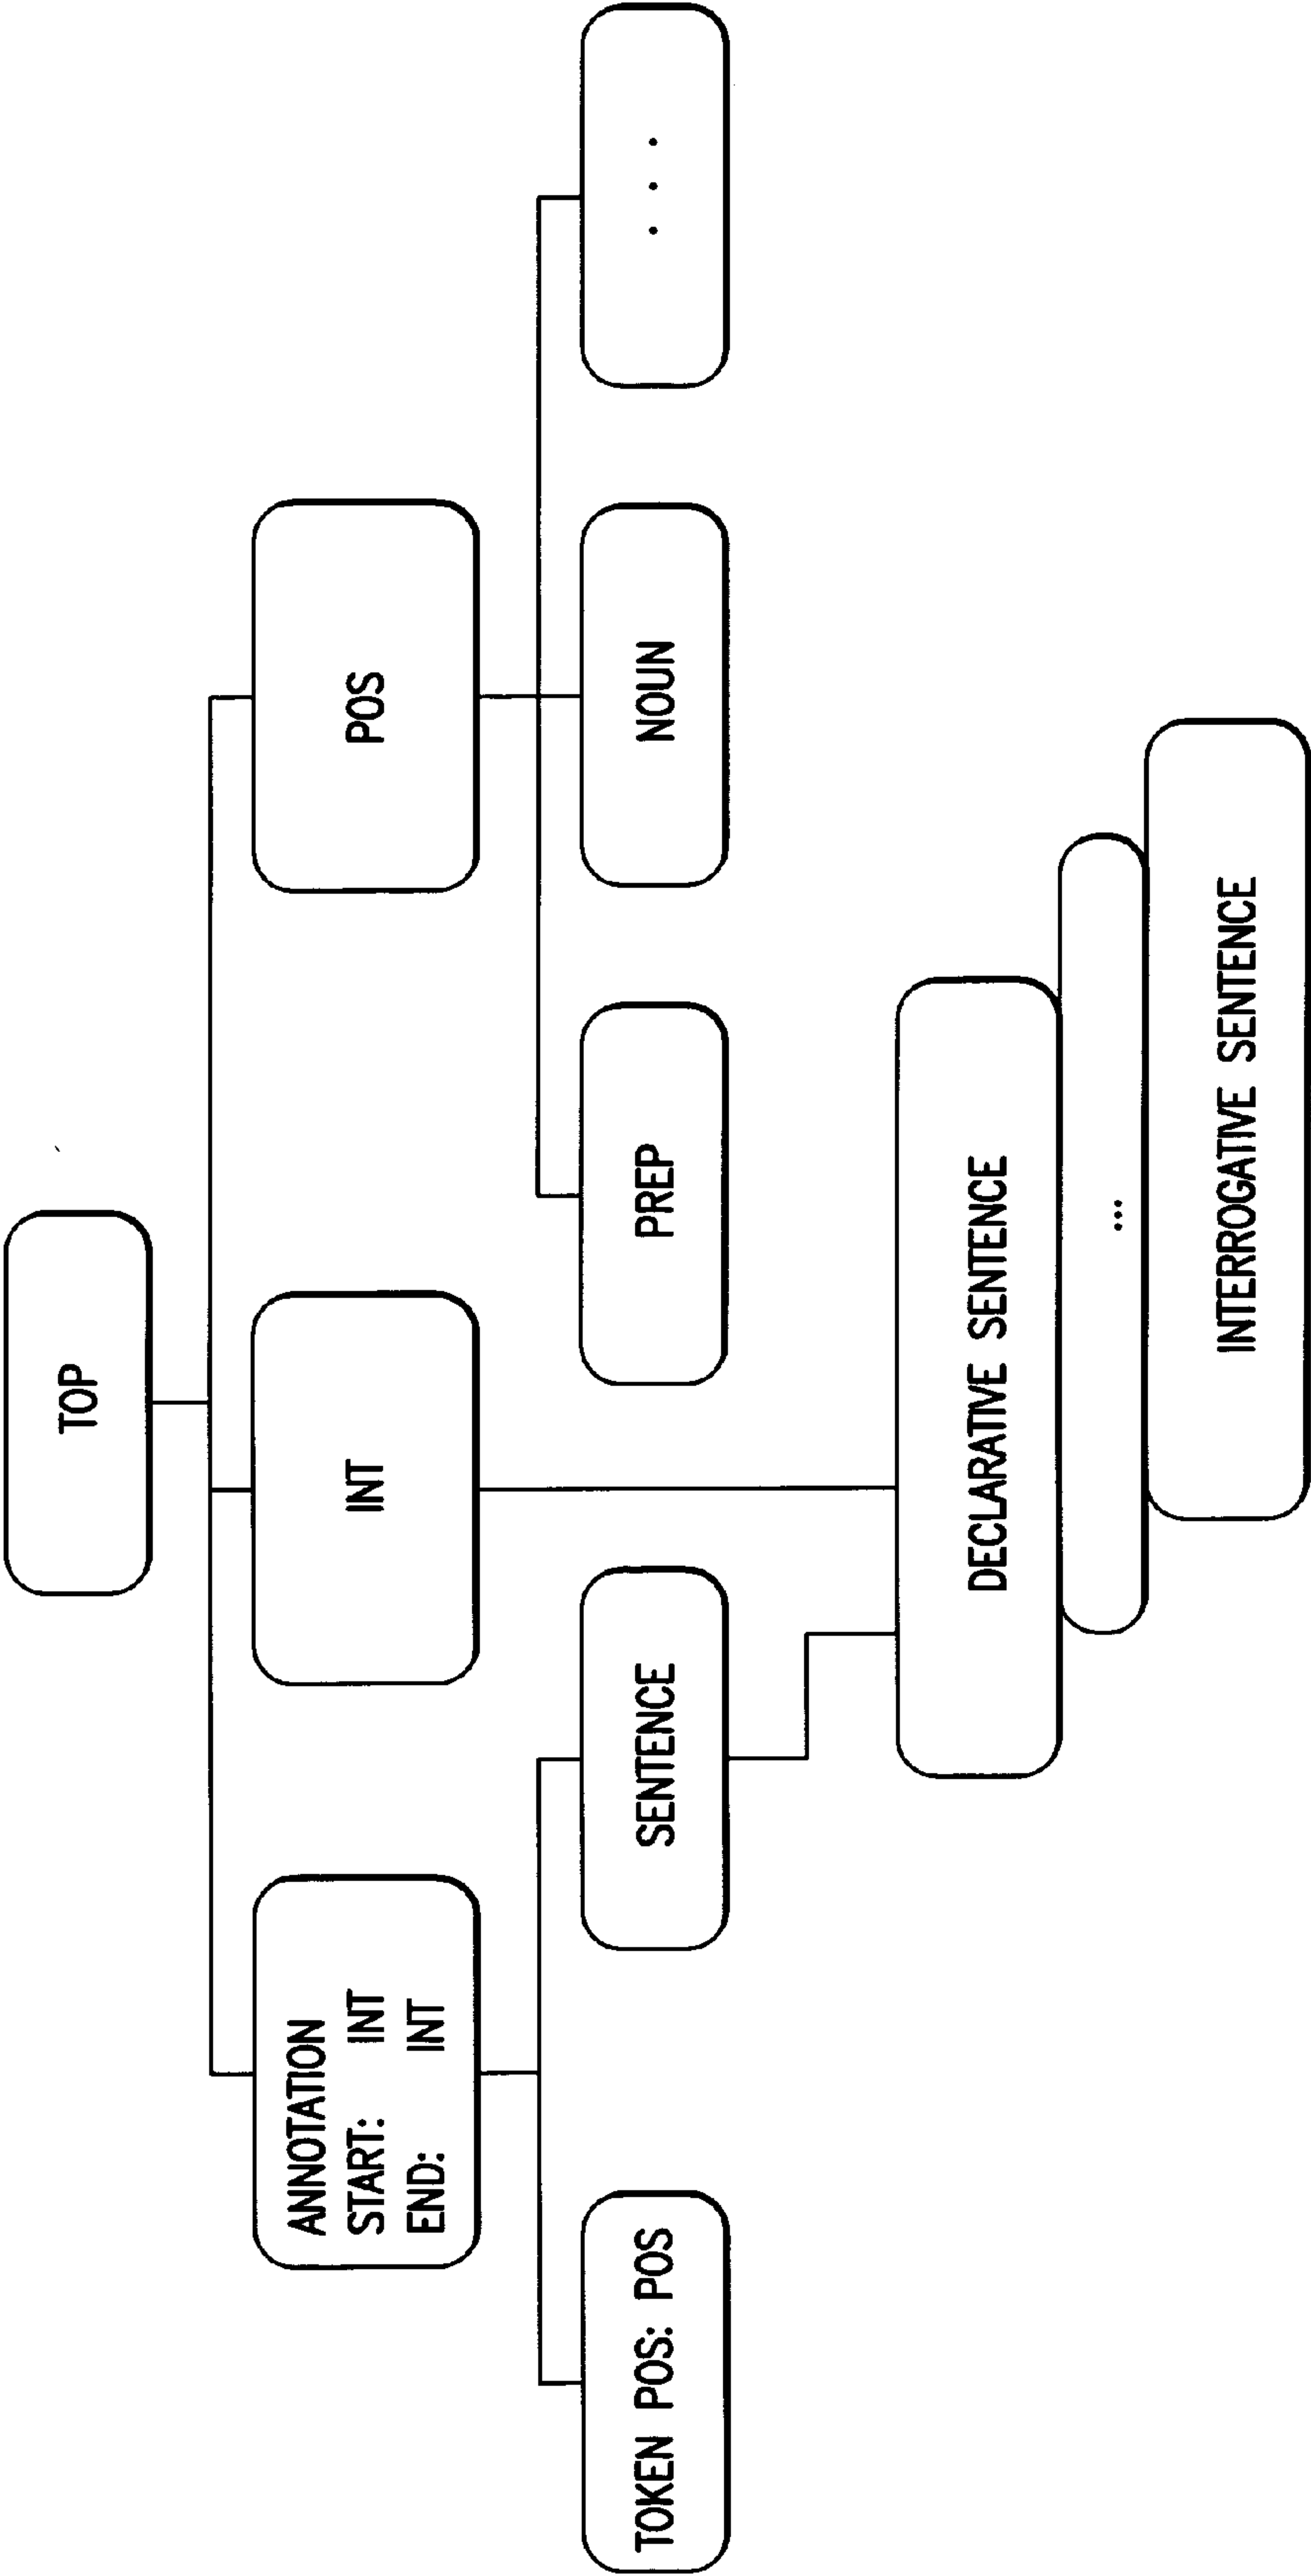 TOP
ANNOTATION
START: INT
END: INT
INT
POS
TOKEN POS: POS
SENTENCE
PREP
NOUN
...
DECLARATIVE SENTENCE
...
INTERROGATIVE SENTENCE